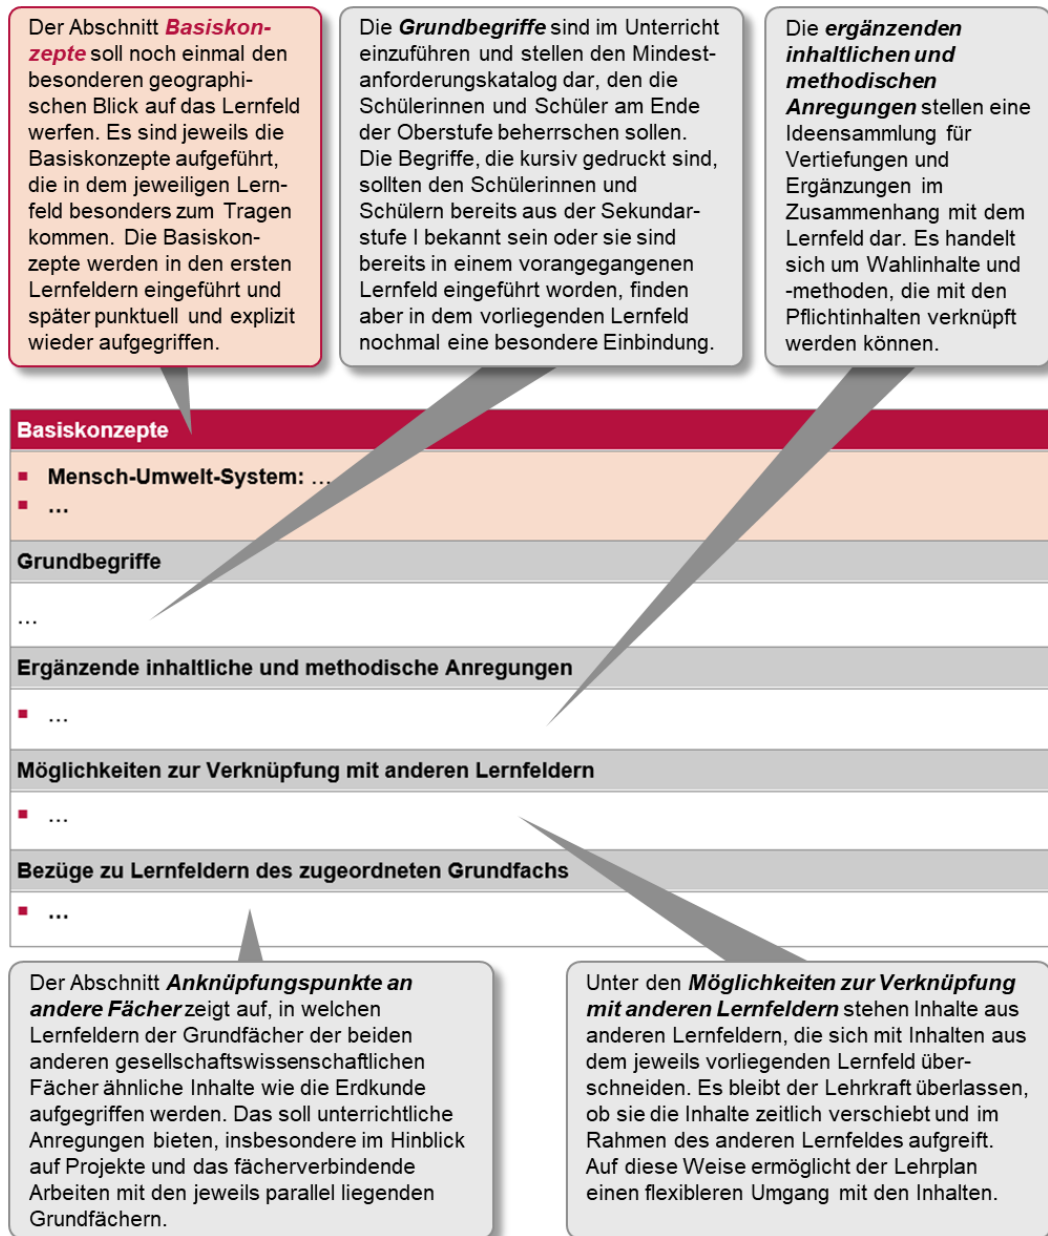 Der Abschnitt Basiskon-
zepte soll noch einmal den
besonderen geographi-
schen Blick auf das Lernfeld
werfen. Es sind jeweils die
Basiskonzepte aufgeführt,
die in dem jeweiligen Lern-
feld besonders zum Tragen
kommen. Die Basiskon-
zepte werden in den ersten
Lernfeldern eingeführt und
später punktuell und explizit
wieder aufgegriffen.
Die Grundbegriffe sind im Unterricht
einzuführen und stellen den Mindest-
anforderungskatalog dar, den die
Schülerinnen und Schüler am Ende
der Oberstufe beherrschen sollen.
Die Begriffe, die kursiv gedruckt sind,
sollten den Schülerinnen und
Schülern bereits aus der Sekundar-
stufe I bekannt sein oder sie sind
bereits in einem vorangegangenen
Lernfeld eingeführt worden, finden
aber in dem vorliegenden Lernfeld
nochmal eine besondere Einbindung.
Die ergänzenden
inhaltlichen und
methodischen
Anregungen stellen eine
Ideensammlung für
Vertiefungen und
Ergänzungen im
Zusammenhang mit dem
Lernfeld dar. Es handelt
sich um Wahlinhalte und
-methoden, die mit den
Pflichtinhalten verknüpft
werden können.
Basiskonzepte
▪ Mensch-Umwelt-System: …
▪ …
Grundbegriffe
…
Ergänzende inhaltliche und methodische Anregungen
▪ …
Möglichkeiten zur Verknüpfung mit anderen Lernfeldern
▪ …
Bezüge zu Lernfeldern des zugeordneten Grundfachs
▪ …
Der Abschnitt Anknüpfungspunkte an
andere Fächer zeigt auf, in welchen
Lernfeldern der Grundfächer der beiden
anderen gesellschaftswissenschaftlichen
Fächer ähnliche Inhalte wie die Erdkunde
aufgegriffen werden. Das soll unterrichtliche
Anregungen bieten, insbesondere im Hinblick
auf Projekte und das fächerverbindende
Arbeiten mit den jeweils parallel liegenden
Grundfächern.
Unter den Möglichkeiten zur Verknüpfung
mit anderen Lernfeldern stehen Inhalte aus
anderen Lernfeldern, die sich mit Inhalten aus
dem jeweils vorliegenden Lernfeld über-
schneiden. Es bleibt der Lehrkraft überlassen,
ob sie die Inhalte zeitlich verschiebt und im
Rahmen des anderen Lernfeldes aufgreift.
Auf diese Weise ermöglicht der Lehrplan
einen flexibleren Umgang mit den Inhalten.